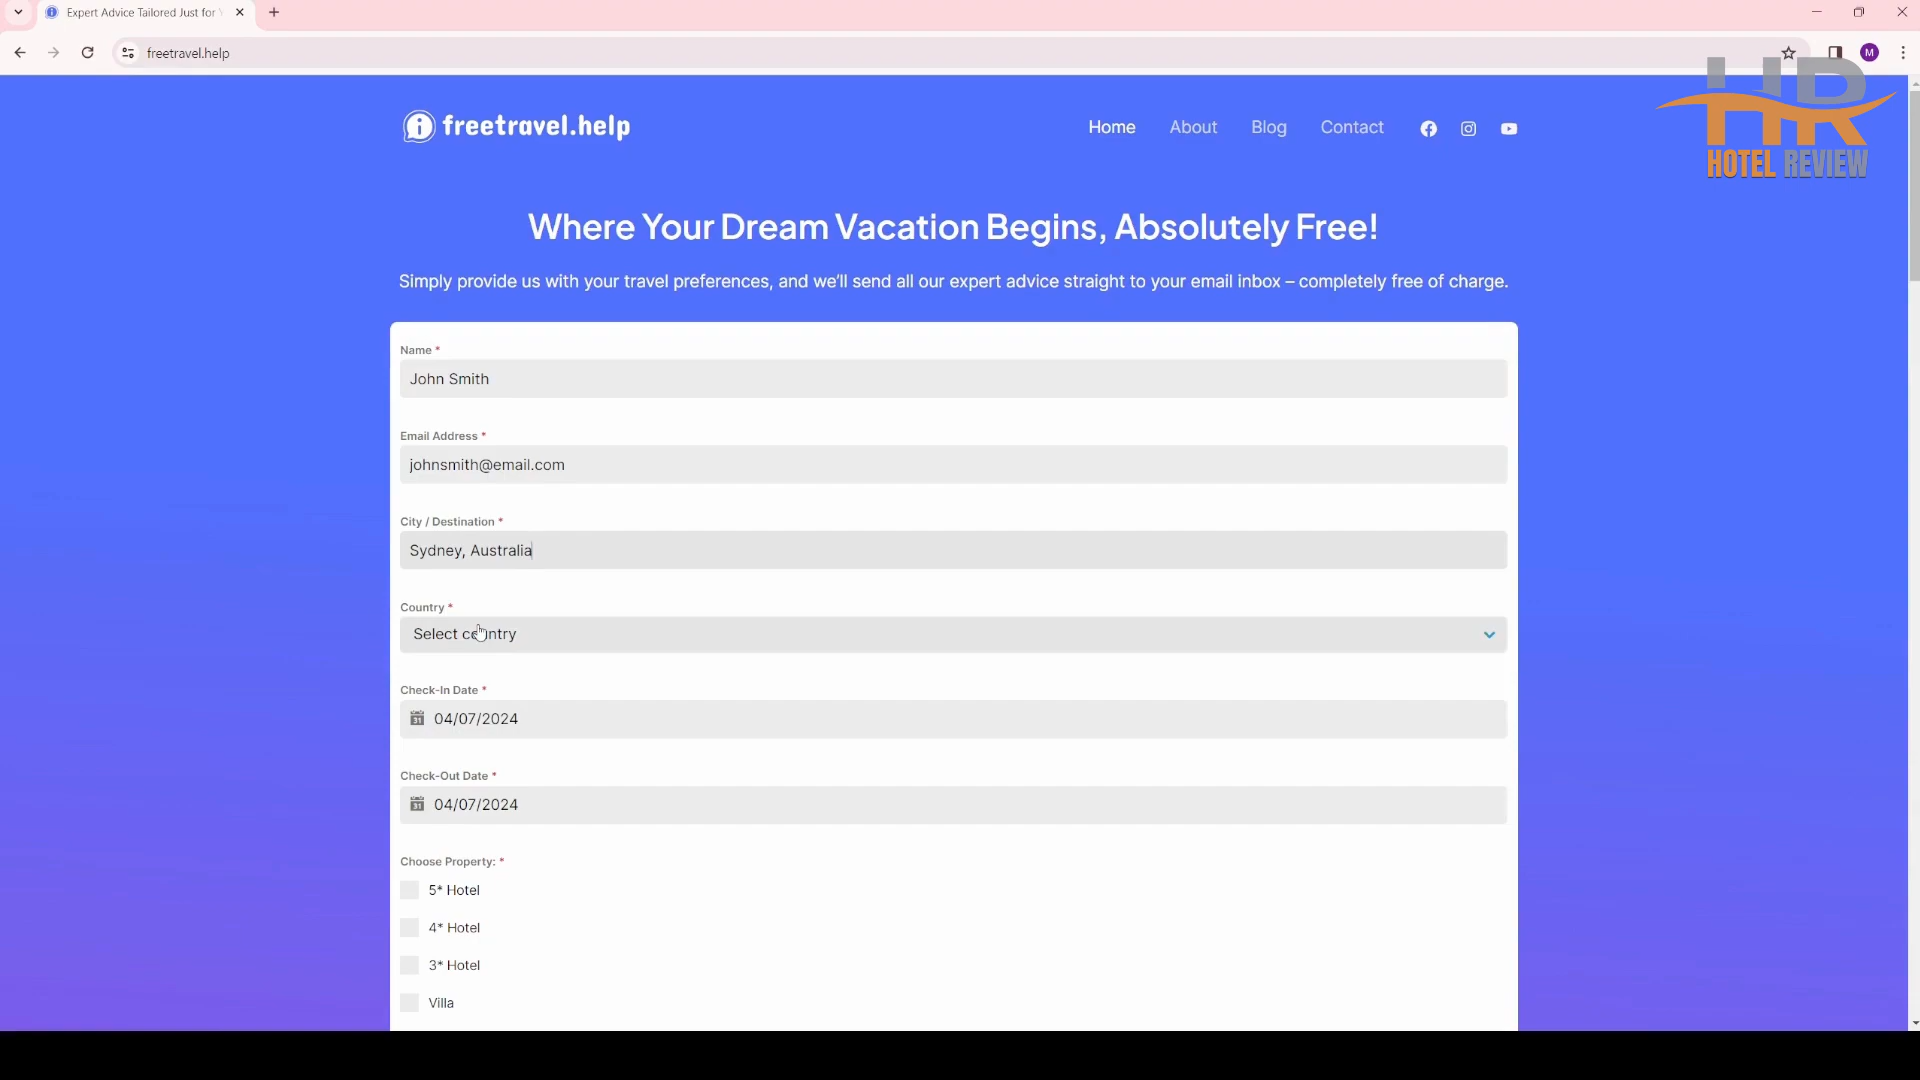 Expert Advice Tailored Just for
freetravel.help
M
HR
HOTEL REVIEW
freetravel.help
Home
About
Blog
Contact
Where Your Dream Vacation Begins, Absolutely Free!
Simply provide us with your travel preferences, and we'll send all our expert advice straight to your email inbox – completely free of charge.
Name *
John Smith
Email Address *
johnsmith@email.com
City / Destination *
Sydney, Australia
Country *
Select country
Check-In Date *
31 04/07/2024
Check-Out Date *
31 04/07/2024
Choose Property: *
5* Hotel
4* Hotel
3* Hotel
Villa